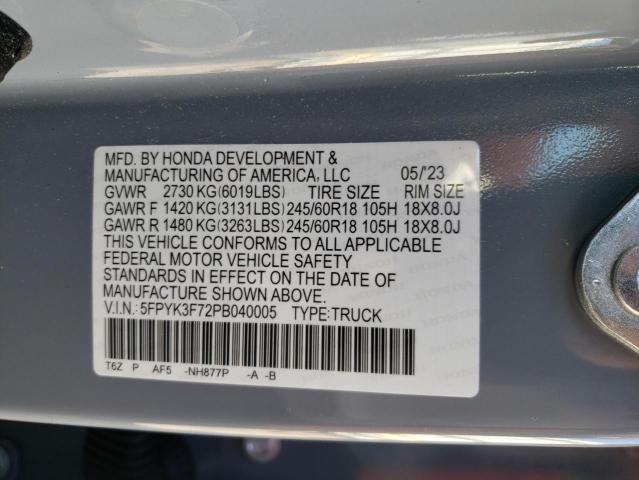 MFD. BY HONDA DEVELOPMENT &
MANUFACTURING OF AMERICA, LLC 05/'23
GVWR 2730 KG(6019LBS) TIRE SIZE RIM SIZE
GAWR F 1420 KG(3131LBS) 245/60R18 105H 18X8.0J
GAWR R 1480 KG(3263LBS) 245/60R18 105H 18X8.0J
THIS VEHICLE CONFORMS TO ALL APPLICABLE
FEDERAL MOTOR VEHICLE SAFETY
STANDARDS IN EFFECT ON THE DATE OF
MANUFACTURE SHOWN ABOVE.
V.I.N.: 5FPYK3F72PB040005 TYPE:TRUCK
T6Z P AF5 -NH877P -A -B